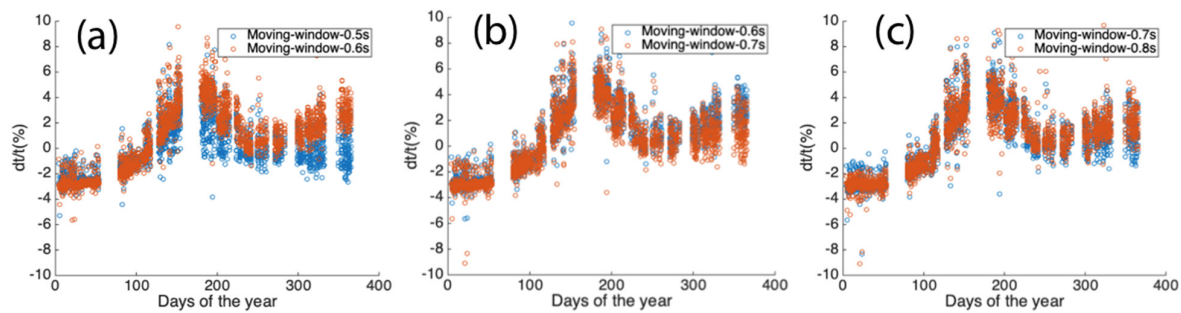 (a)
Moving-window-0.5s
Moving-window-0.6s
dt/t(%)
10
8
6
4
2
0
-2
-4
-6
-8
-10
0 100 200 300 400
Days of the year
(b)
Moving-window-0.6s
Moving-window-0.7s
dt/t(%)
10
8
6
4
2
0
-2
-4
-6
-8
-10
0 100 200 300 400
Days of the year
(c)
Moving-window-0.7s
Moving-window-0.8s
dt/t(%)
10
8
6
4
2
0
-2
-4
-6
-8
-10
0 100 200 300 400
Days of the year